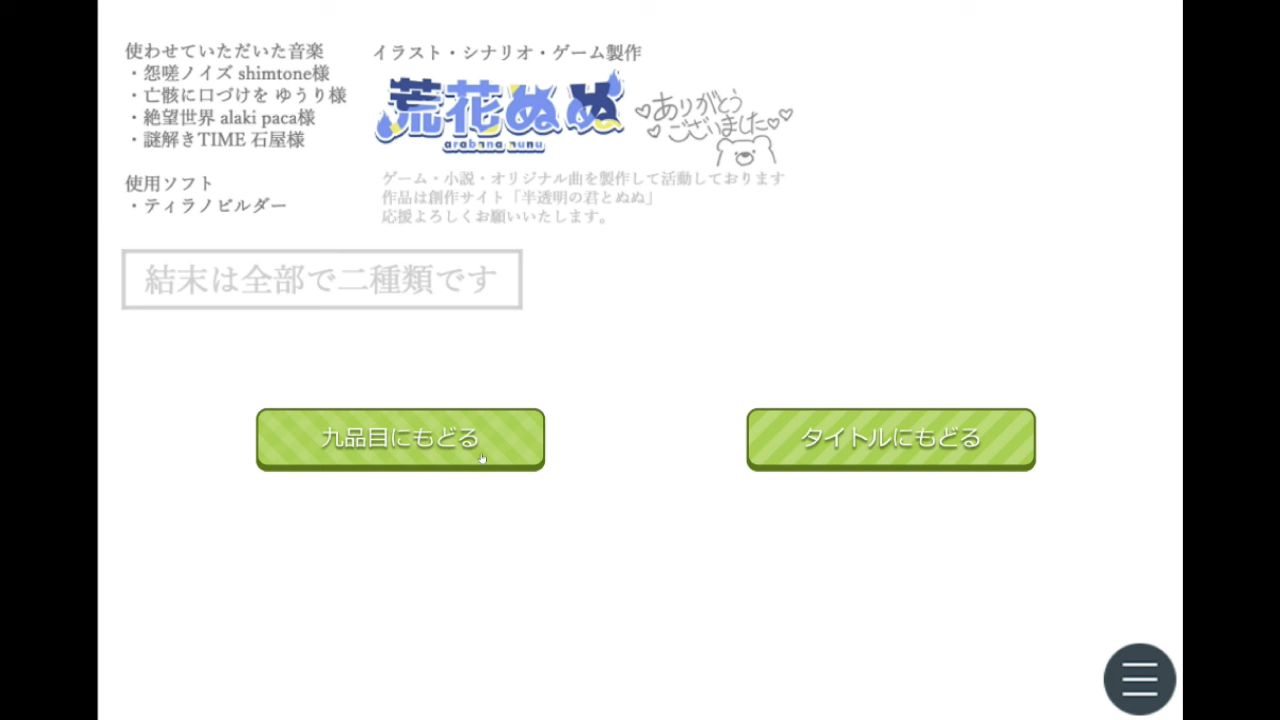 使わせていただいた音楽
・怨嗟ノイズ shimtone様
・亡骸に口づけを ゆうり様
・絶望世界 alaki paca様
・謎解きTIME 石屋様
使用ソフト
・ティラノビルダー
イラスト・シナリオ・ゲーム製作
荒花ぬぬ
arabana nunu
ありがとう
ございました
ゲーム・小説・オリジナル曲を製作して活動しております
作品は創作サイト「半透明の君とぬぬ」
応援よろしくお願いいたします。
結末は全部で二種類です
九品目にもどる
タイトルにもどる